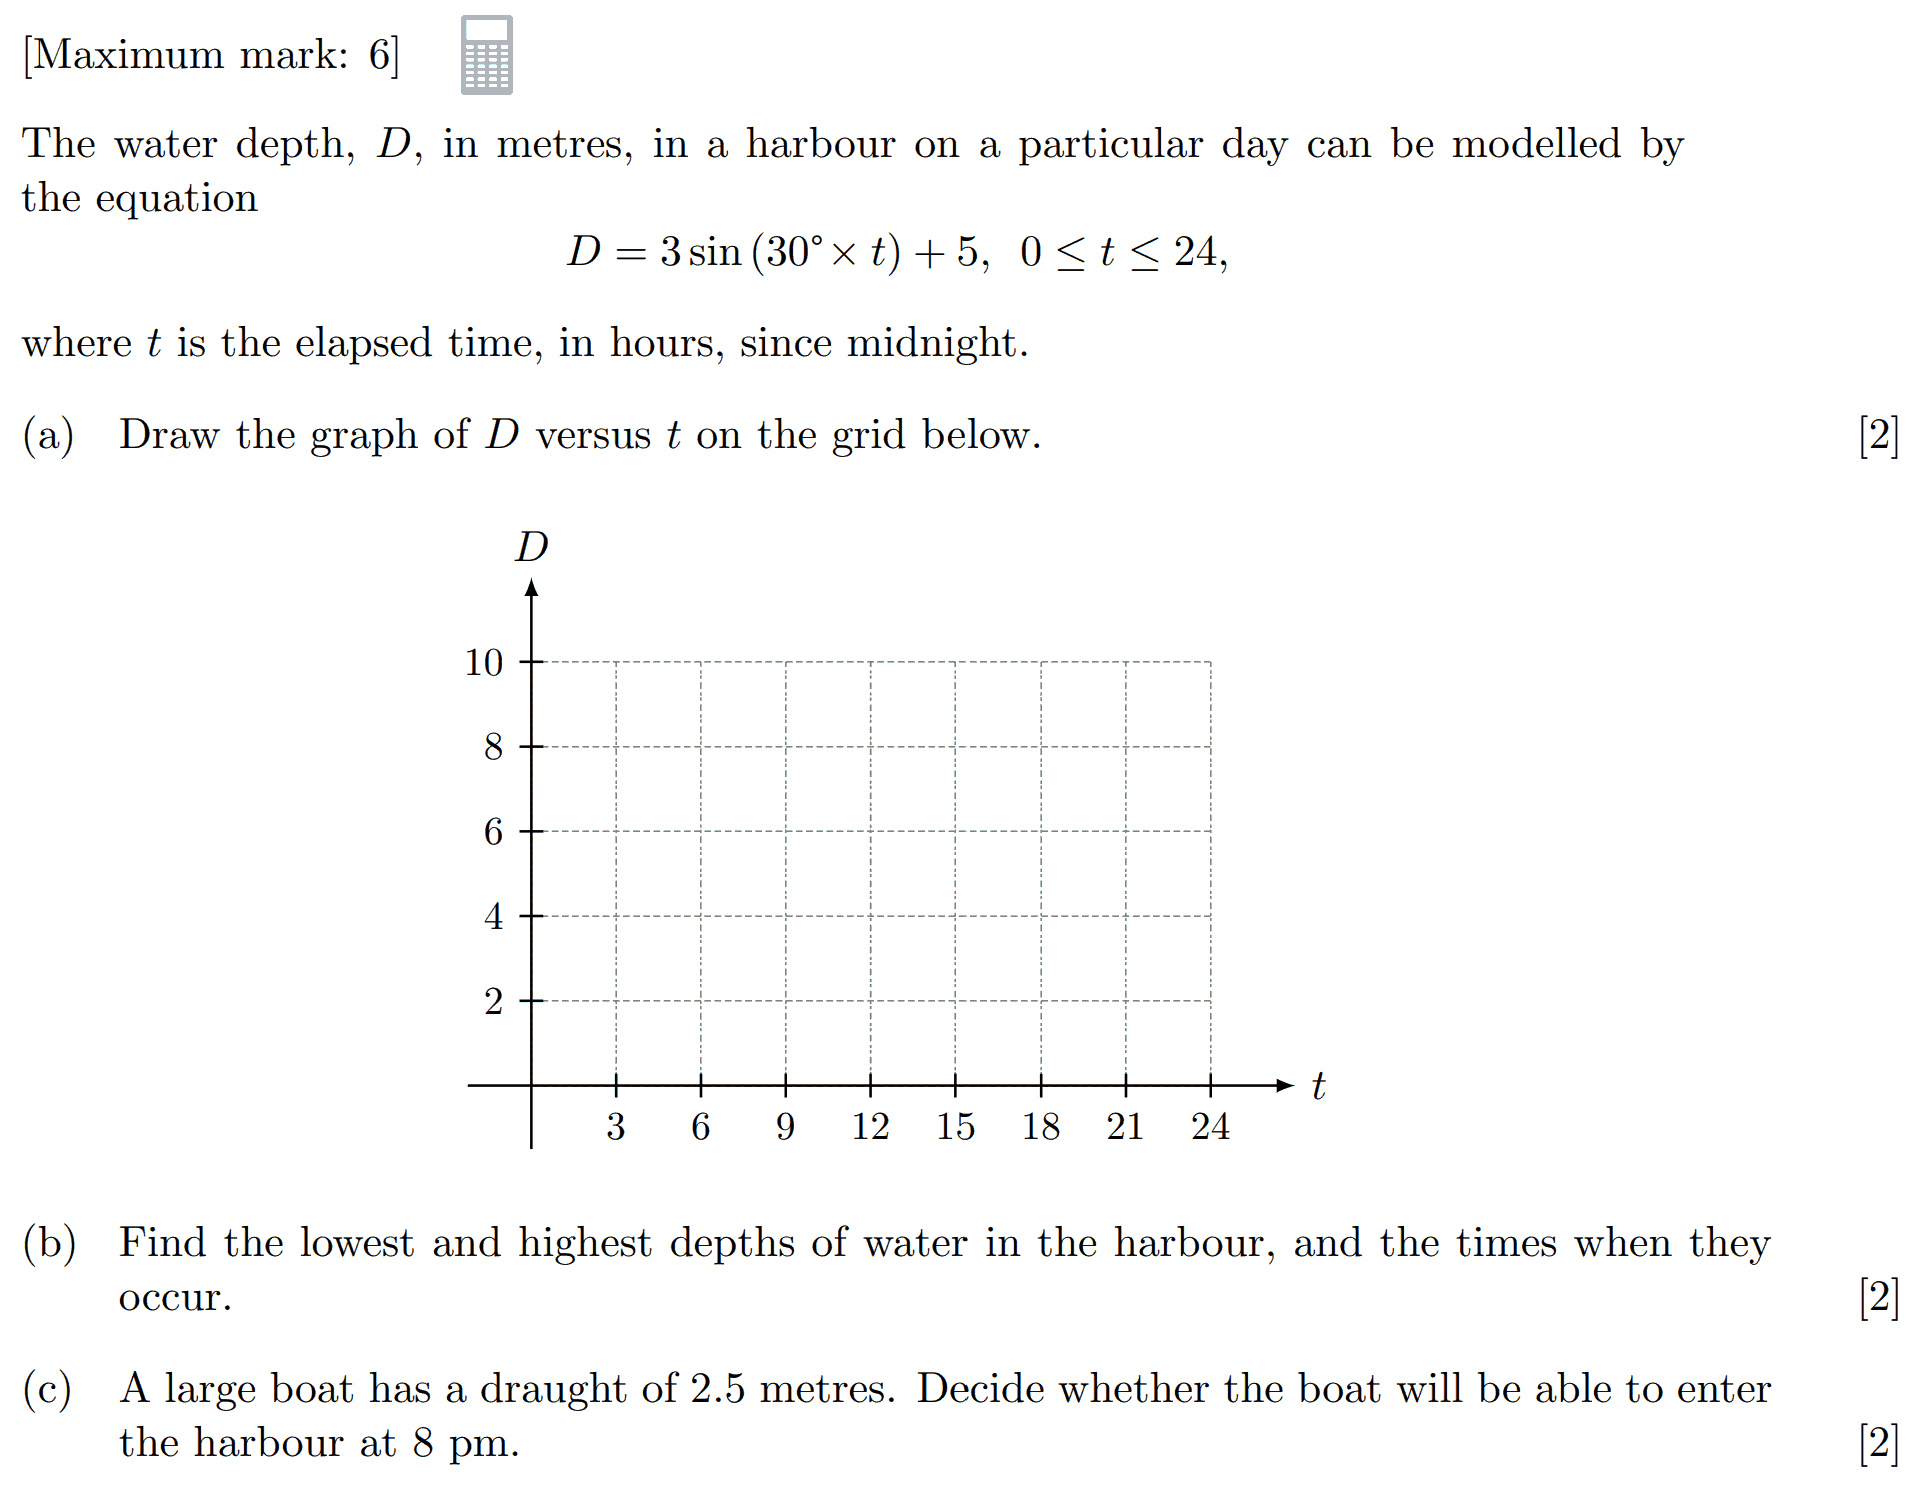 [Maximum mark: 6]
The water depth, D, in metres, in a harbour on a particular day can be modelled by
the equation
D = 3 sin (30° × t) + 5, 0 ≤ t ≤ 24,
where t is the elapsed time, in hours, since midnight.
(a) Draw the graph of D versus t on the grid below. [2]
D
10
8
6
4
2
t
3 6 9 12 15 18 21 24
(b) Find the lowest and highest depths of water in the harbour, and the times when they
occur. [2]
(c) A large boat has a draught of 2.5 metres. Decide whether the boat will be able to enter
the harbour at 8 pm. [2]